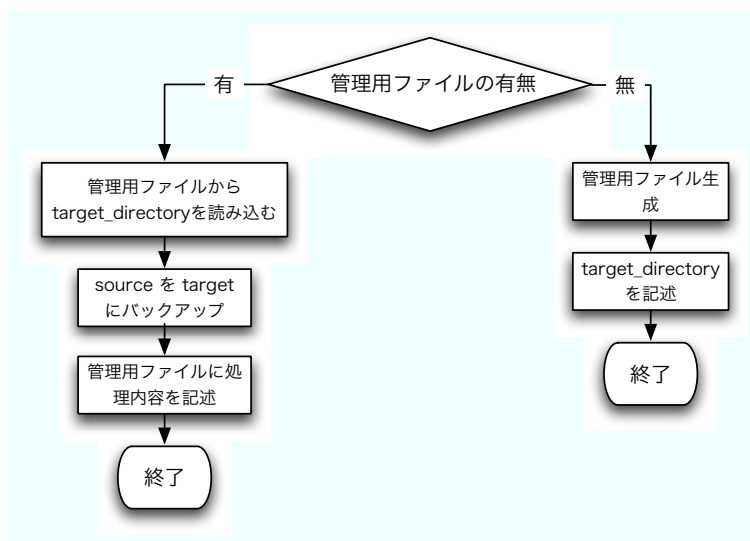 管理用ファイルの有無
有
無
管理用ファイルから
target_directoryを読み込む
source を target
にバックアップ
管理用ファイルに処
理内容を記述
終了
管理用ファイル生
成
target_directory
を記述
終了